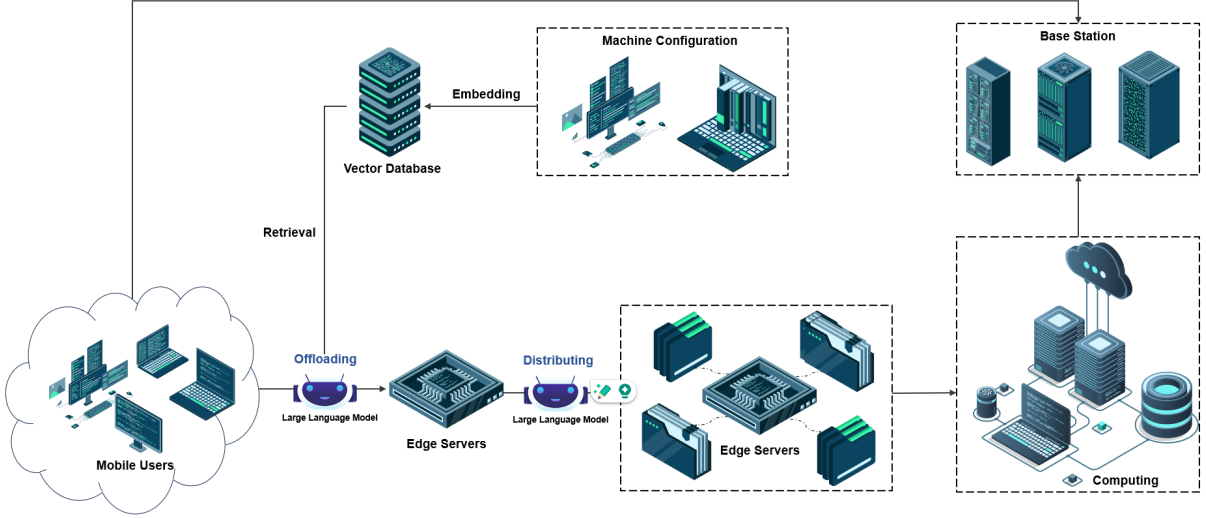 Machine Configuration
Base Station
Embedding
Vector Database
Retrieval
Offloading
Distributing
Large Language Model
Large Language Model
Edge Servers
Edge Servers
Mobile Users
Computing